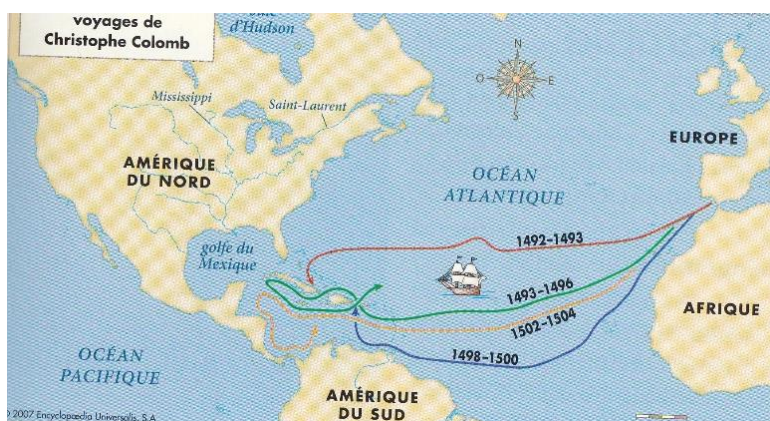 voyages de
Christophe Colomb
d'Hudson
Mississippi
Saint-Laurent
N
O
E
S
EUROPE
AMÉRIQUE
DU NORD
OCÉAN
ATLANTIQUE
golfe du
Mexique
1492-1493
1493-1496
1502-1504
1498-1500
AFRIQUE
OCÉAN
PACIFIQUE
AMÉRIQUE
DU SUD
2007 Encyclopædia Universalis, S.A.